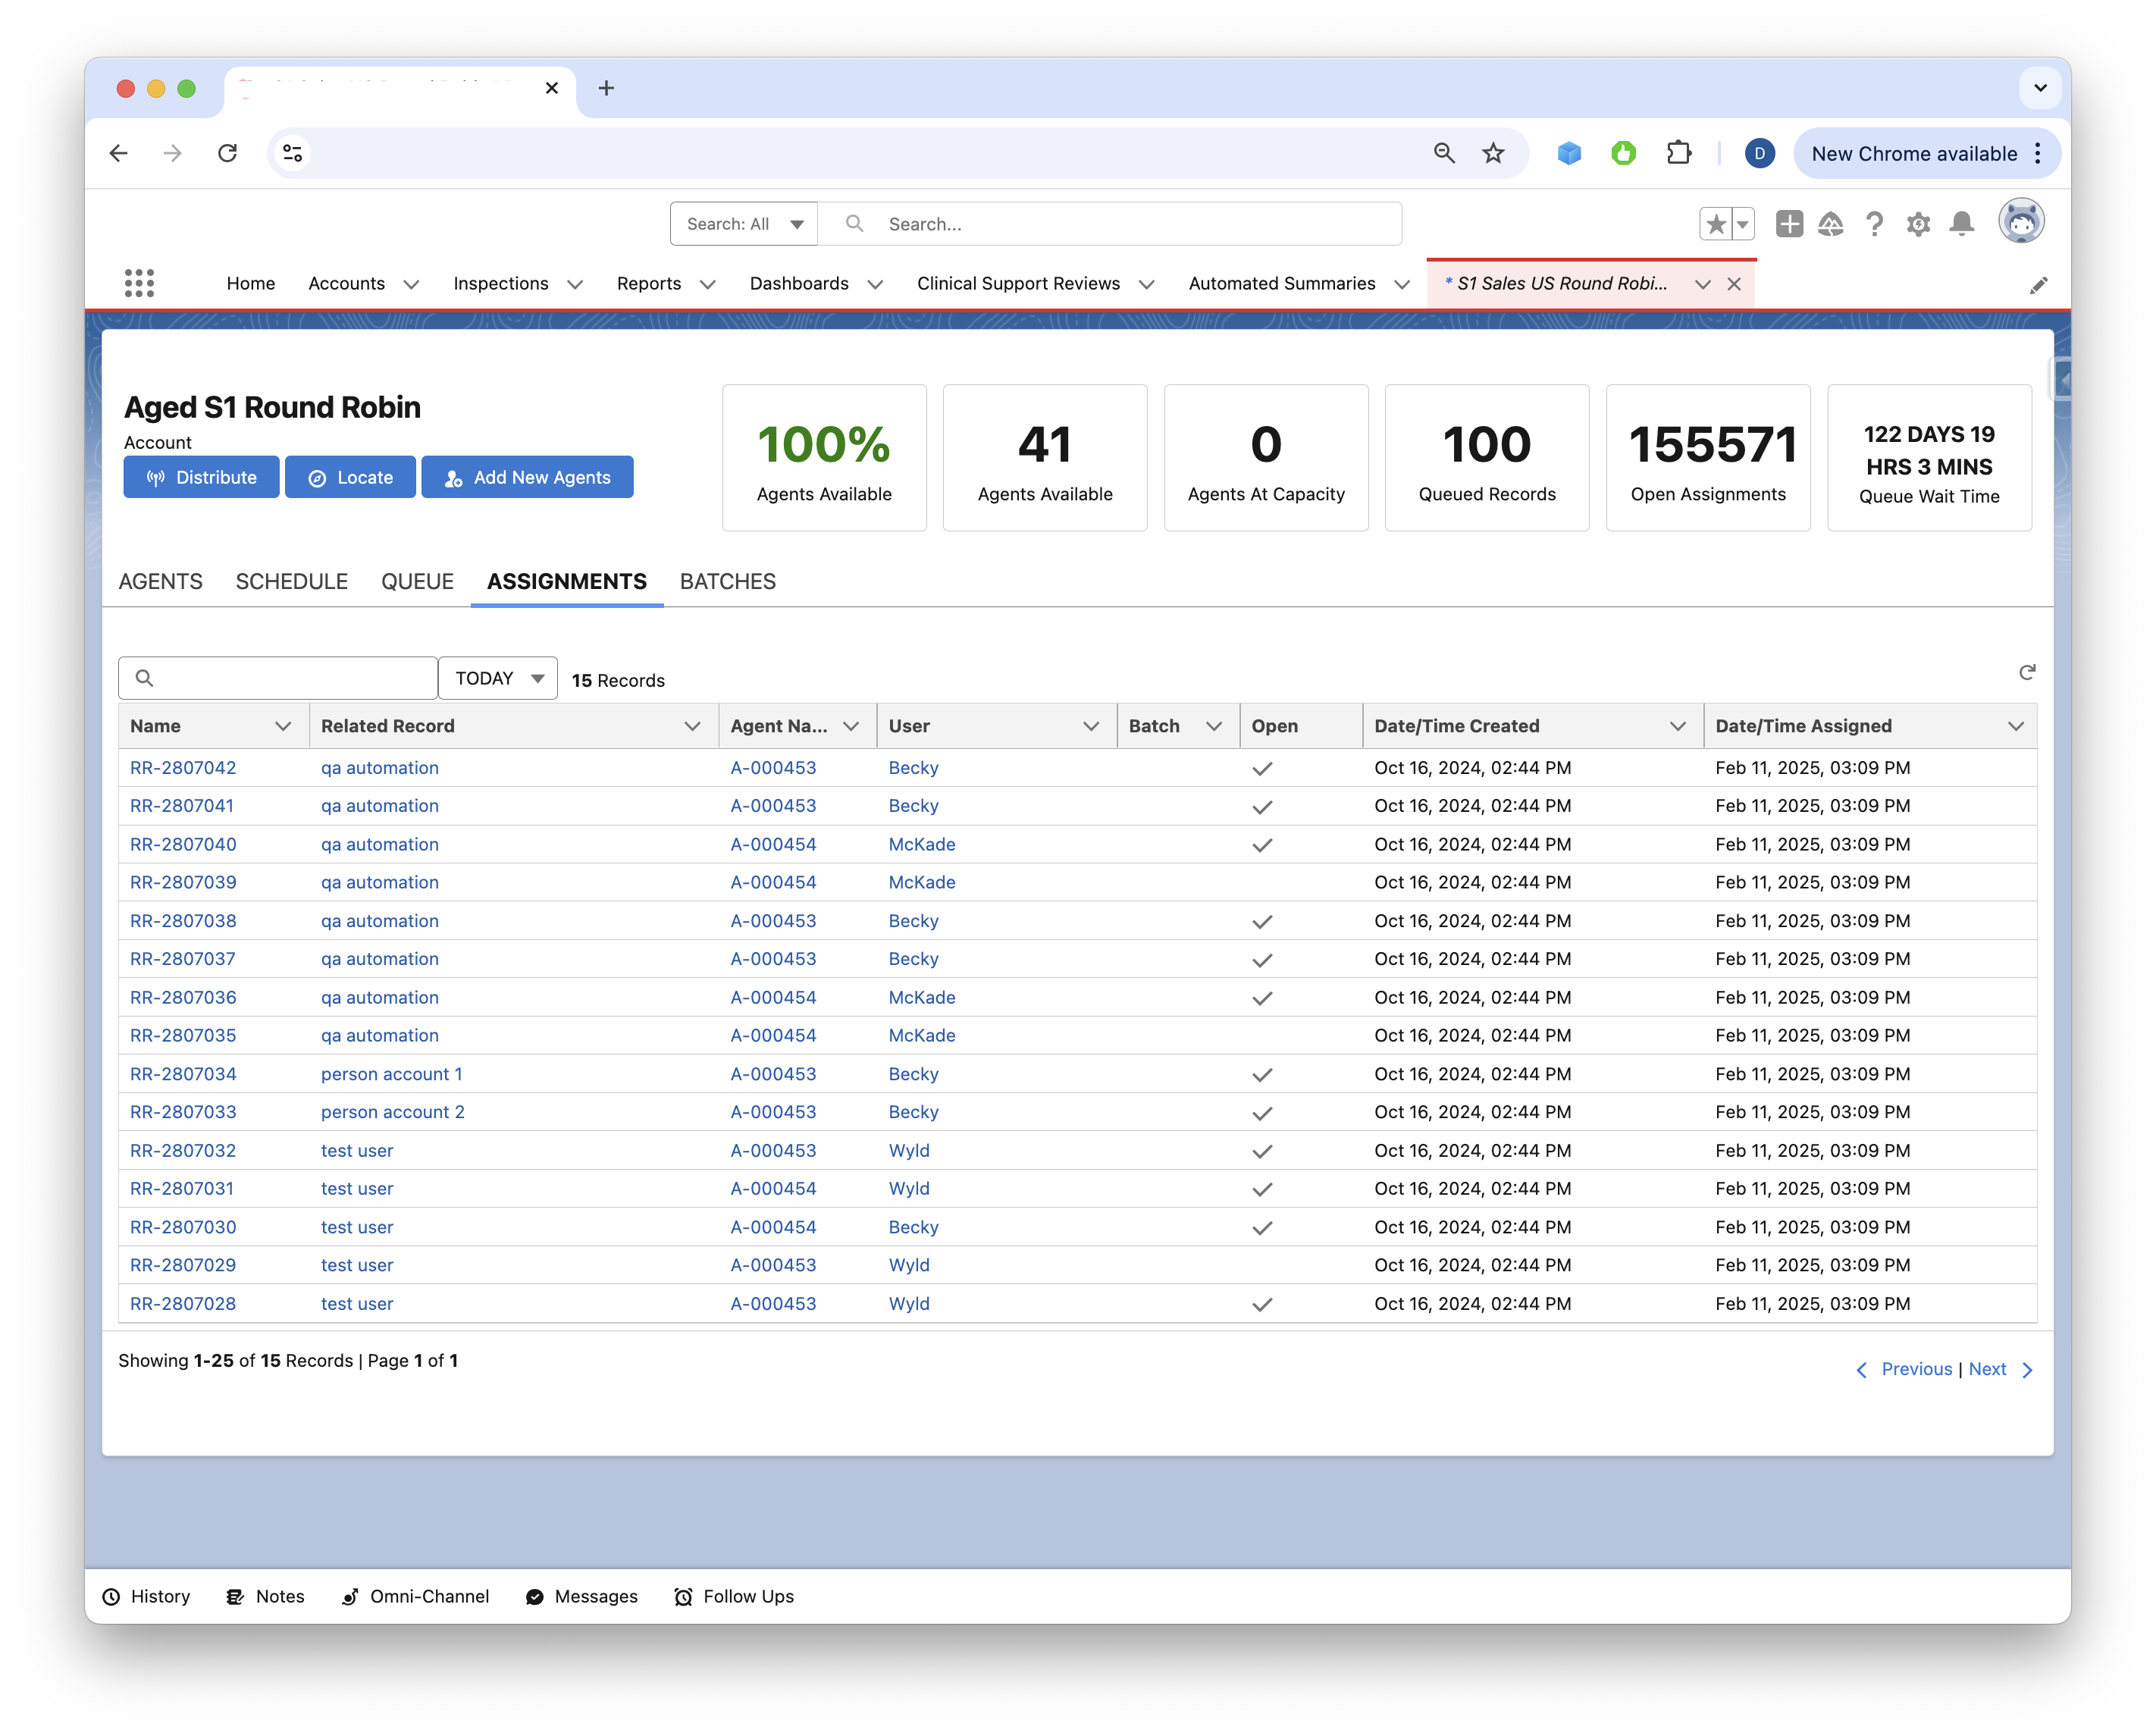 D
New Chrome available
Search: All
Search...
Home
Accounts
Inspections
Reports
Dashboards
Clinical Support Reviews
Automated Summaries
* S1 Sales US Round Robi...
Aged S1 Round Robin
Account
Distribute
Locate
Add New Agents
100%
Agents Available
41
Agents Available
0
Agents At Capacity
100
Queued Records
155571
Open Assignments
122 DAYS 19
HRS 3 MINS
Queue Wait Time
AGENTS SCHEDULE QUEUE ASSIGNMENTS BATCHES
TODAY
15 Records
Name Related Record Agent Na... User Batch Open Date/Time Created Date/Time Assigned
RR-2807042 qa automation A-000453 Becky Oct 16, 2024, 02:44 PM Feb 11, 2025, 03:09 PM
RR-2807041 qa automation A-000453 Becky Oct 16, 2024, 02:44 PM Feb 11, 2025, 03:09 PM
RR-2807040 qa automation A-000454 McKade Oct 16, 2024, 02:44 PM Feb 11, 2025, 03:09 PM
RR-2807039 qa automation A-000454 McKade Oct 16, 2024, 02:44 PM Feb 11, 2025, 03:09 PM
RR-2807038 qa automation A-000453 Becky Oct 16, 2024, 02:44 PM Feb 11, 2025, 03:09 PM
RR-2807037 qa automation A-000453 Becky Oct 16, 2024, 02:44 PM Feb 11, 2025, 03:09 PM
RR-2807036 qa automation A-000454 McKade Oct 16, 2024, 02:44 PM Feb 11, 2025, 03:09 PM
RR-2807035 qa automation A-000454 McKade Oct 16, 2024, 02:44 PM Feb 11, 2025, 03:09 PM
RR-2807034 person account 1 A-000453 Becky Oct 16, 2024, 02:44 PM Feb 11, 2025, 03:09 PM
RR-2807033 person account 2 A-000453 Becky Oct 16, 2024, 02:44 PM Feb 11, 2025, 03:09 PM
RR-2807032 test user A-000453 Wyld Oct 16, 2024, 02:44 PM Feb 11, 2025, 03:09 PM
RR-2807031 test user A-000454 Wyld Oct 16, 2024, 02:44 PM Feb 11, 2025, 03:09 PM
RR-2807030 test user A-000454 Becky Oct 16, 2024, 02:44 PM Feb 11, 2025, 03:09 PM
RR-2807029 test user A-000453 Wyld Oct 16, 2024, 02:44 PM Feb 11, 2025, 03:09 PM
RR-2807028 test user A-000453 Wyld Oct 16, 2024, 02:44 PM Feb 11, 2025, 03:09 PM
Showing 1-25 of 15 Records | Page 1 of 1
Previous | Next
History
Notes
Omni-Channel
Messages
Follow Ups